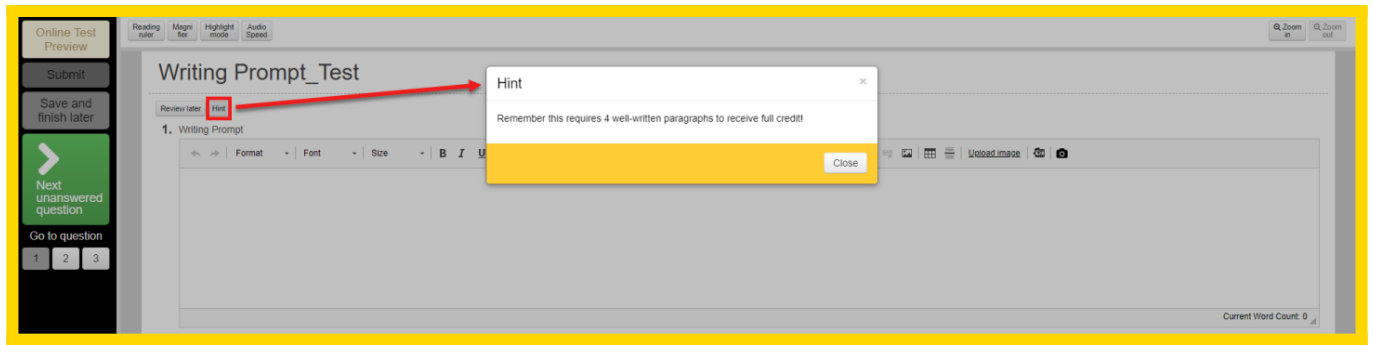 Online Test
Preview
Submit
Save and
finish later
Next
unanswered
question
Go to question
1 2 3
Reading
ruler
Magni
fier
Highlight
mode
Audio
Speed
Zoom
in
Zoom
out
Writing Prompt_Test
Review later Hint
1. Writing Prompt
Format Font Size B I U
Upload image
Hint ×
Remember this requires 4 well-written paragraphs to receive full credit!
Close
Current Word Count: 0